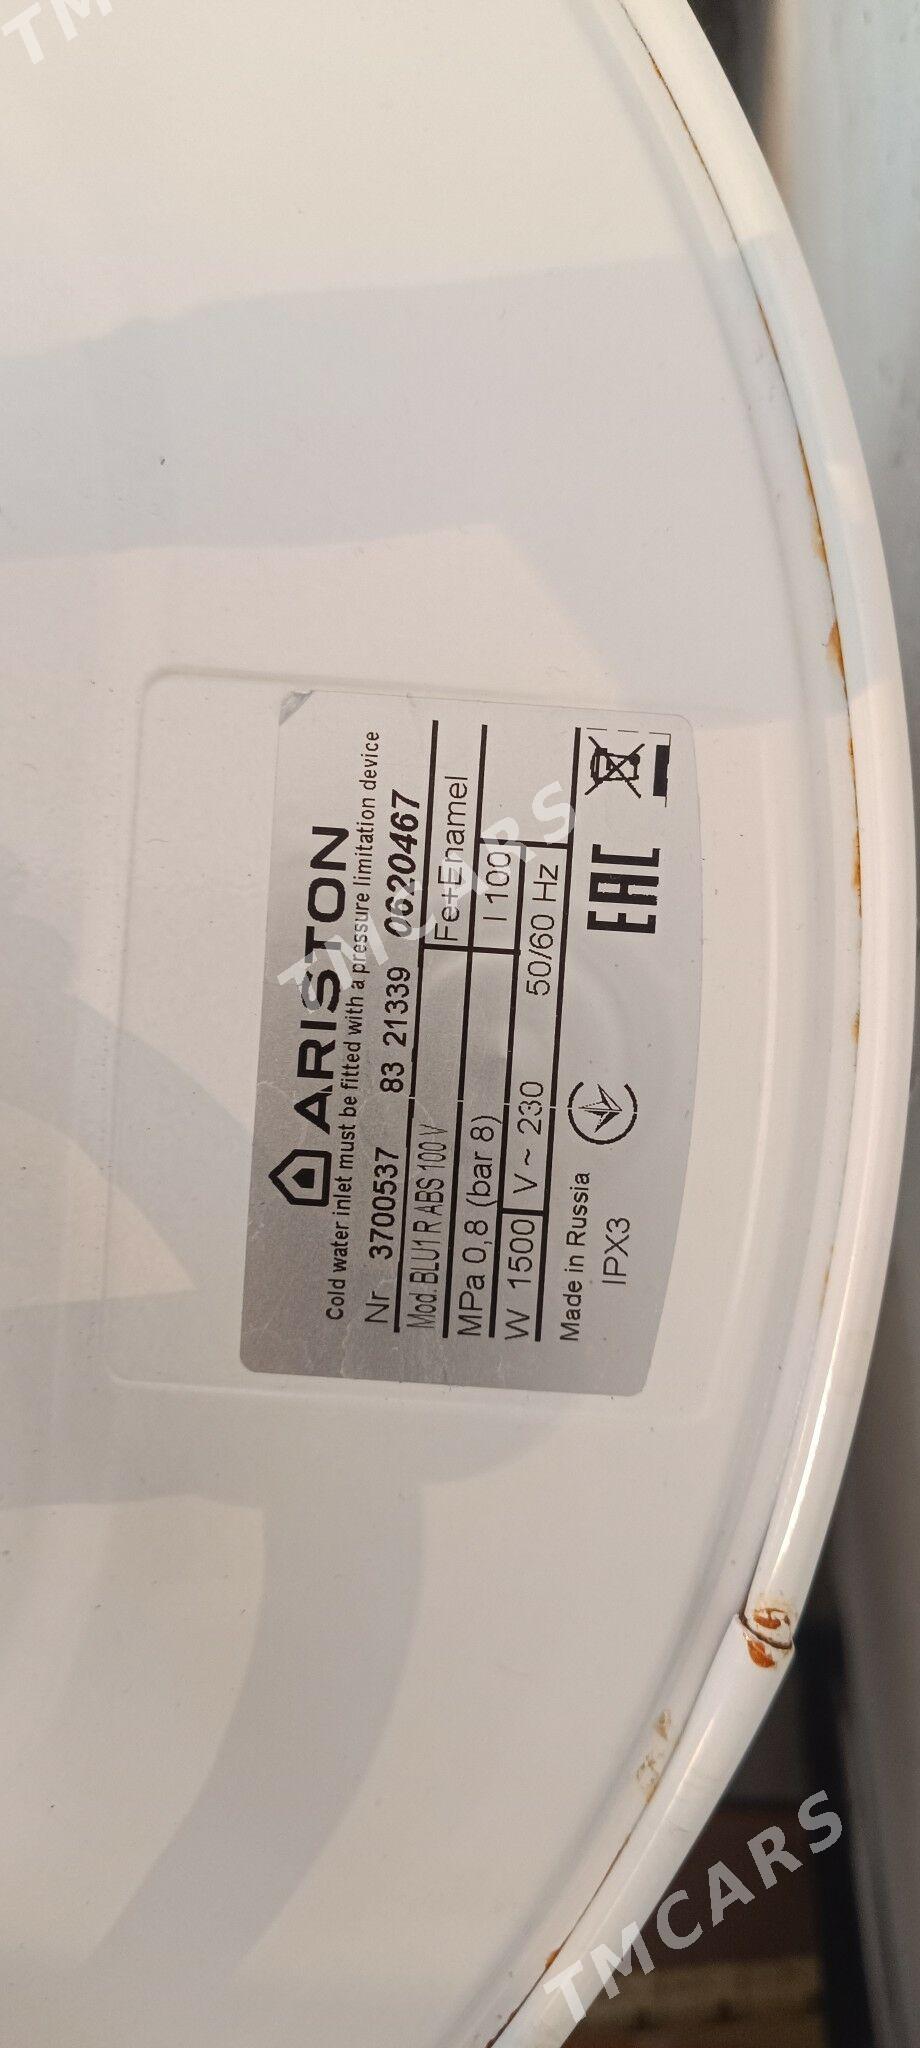 ARISTON
Cold water inlet must be fitted with a pressure limitation device
Nr 3700537 83 21339 0620467
Mod. BLU1 R ABS 100 V
Fe+Enamel
MPa 0,8 (bar 8)
l 100
W 1500 V ~ 230 50/60 Hz
Made in Russia
EAC
IPX3
TMCARS
TMCARS
TM